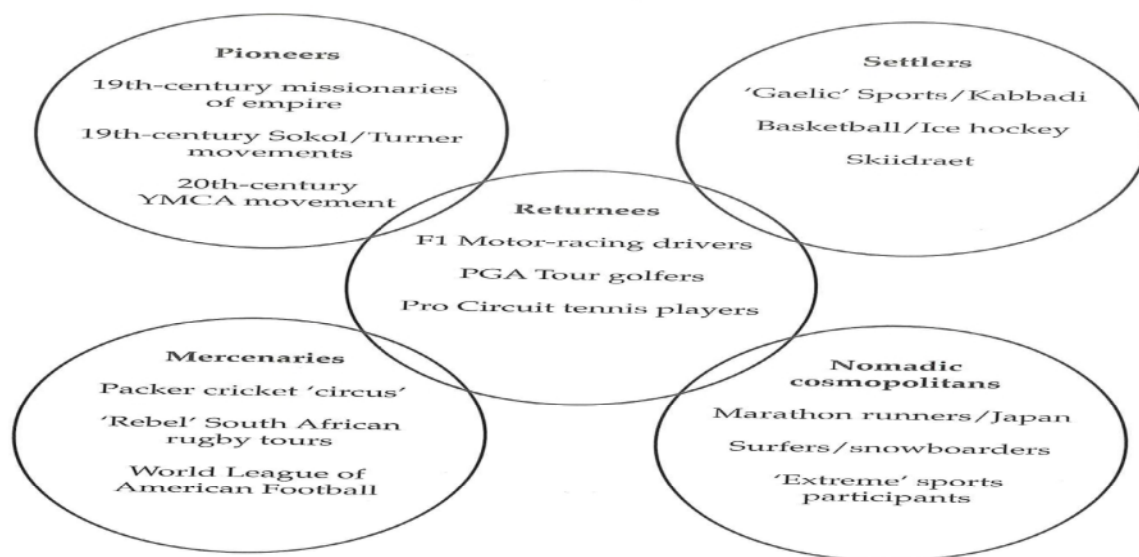 Pioneers
19th-century missionaries
of empire
19th-century Sokol/Turner
movements
20th-century
YMCA movement
Settlers
'Gaelic' Sports/Kabbadi
Basketball/Ice hockey
Skiidraet
Returnees
F1 Motor-racing drivers
PGA Tour golfers
Pro Circuit tennis players
Mercenaries
Packer cricket 'circus'
'Rebel' South African
rugby tours
World League of
American Football
Nomadic
cosmopolitans
Marathon runners/Japan
Surfers/snowboarders
'Extreme' sports
participants